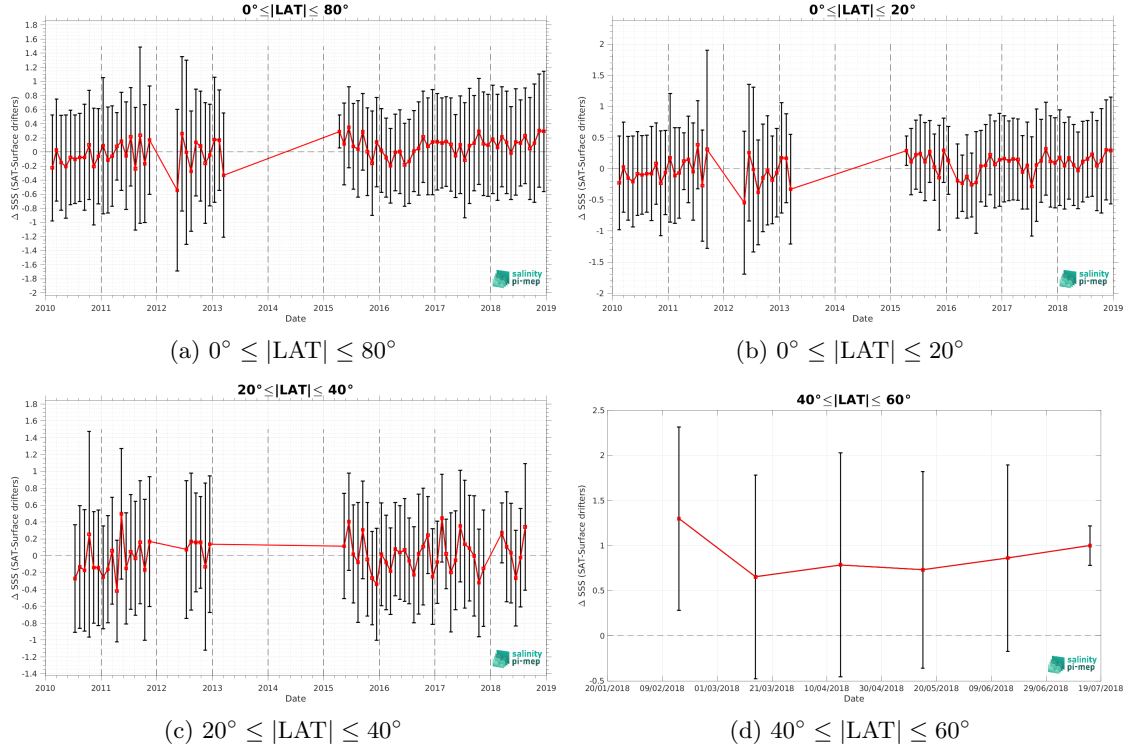 0°≤|LAT|≤ 80°
1.8
1.6
1.4
1.2
1
0.8
0.6
0.4
0.2
0
-0.2
-0.4
-0.6
-0.8
-1
-1.2
-1.4
-1.6
-1.8
-2
Δ SSS (SAT-Surface drifters)
2010 2011 2012 2013 2014 2015 2016 2017 2018 2019
Date
salinity
pi-mep
(a) 0° ≤ |LAT| ≤ 80°
0°≤|LAT|≤ 20°
2
1.5
1
0.5
0
-0.5
-1
-1.5
-2
Δ SSS (SAT-Surface drifters)
2010 2011 2012 2013 2014 2015 2016 2017 2018 2019
Date
salinity
pi-mep
(b) 0° ≤ |LAT| ≤ 20°
20°≤|LAT|≤ 40°
1.8
1.6
1.4
1.2
1
0.8
0.6
0.4
0.2
0
-0.2
-0.4
-0.6
-0.8
-1
-1.2
-1.4
Δ SSS (SAT-Surface drifters)
2010 2011 2012 2013 2014 2015 2016 2017 2018 2019
Date
salinity
pi-mep
(c) 20° ≤ |LAT| ≤ 40°
40°≤|LAT|≤ 60°
2.5
2
1.5
1
0.5
0
-0.5
Δ SSS (SAT-Surface drifters)
20/01/2018 09/02/2018 01/03/2018 21/03/2018 10/04/2018 30/04/2018 20/05/2018 09/06/2018 29/06/2018 19/07/2018
Date
salinity
pi-mep
(d) 40° ≤ |LAT| ≤ 60°